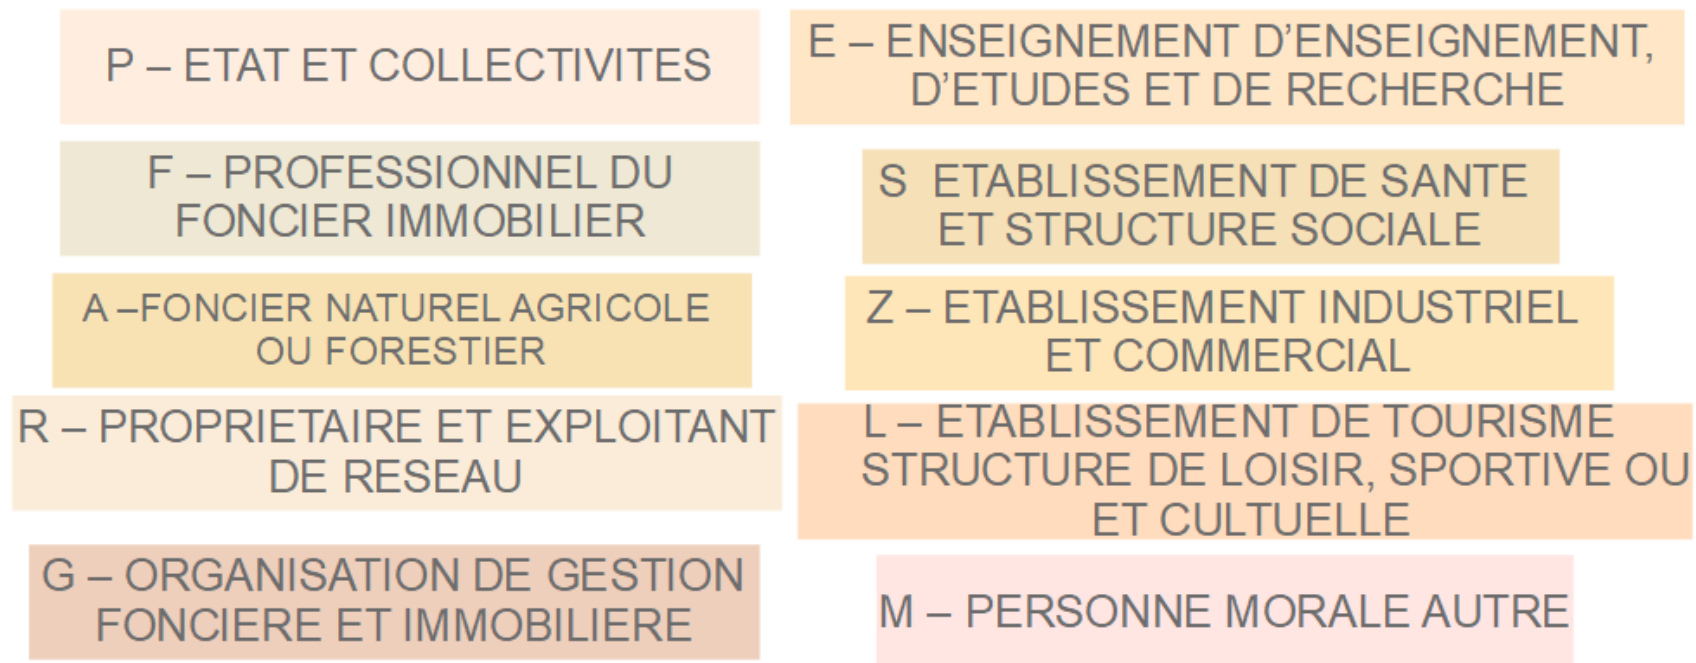 P – ETAT ET COLLECTIVITES
F – PROFESSIONNEL DU
FONCIER IMMOBILIER
A –FONCIER NATUREL AGRICOLE
OU FORESTIER
R – PROPRIETAIRE ET EXPLOITANT
DE RESEAU
G – ORGANISATION DE GESTION
FONCIERE ET IMMOBILIERE
E – ENSEIGNEMENT D’ENSEIGNEMENT,
D’ETUDES ET DE RECHERCHE
S ETABLISSEMENT DE SANTE
ET STRUCTURE SOCIALE
Z – ETABLISSEMENT INDUSTRIEL
ET COMMERCIAL
L – ETABLISSEMENT DE TOURISME
STRUCTURE DE LOISIR, SPORTIVE OU
ET CULTUELLE
M – PERSONNE MORALE AUTRE